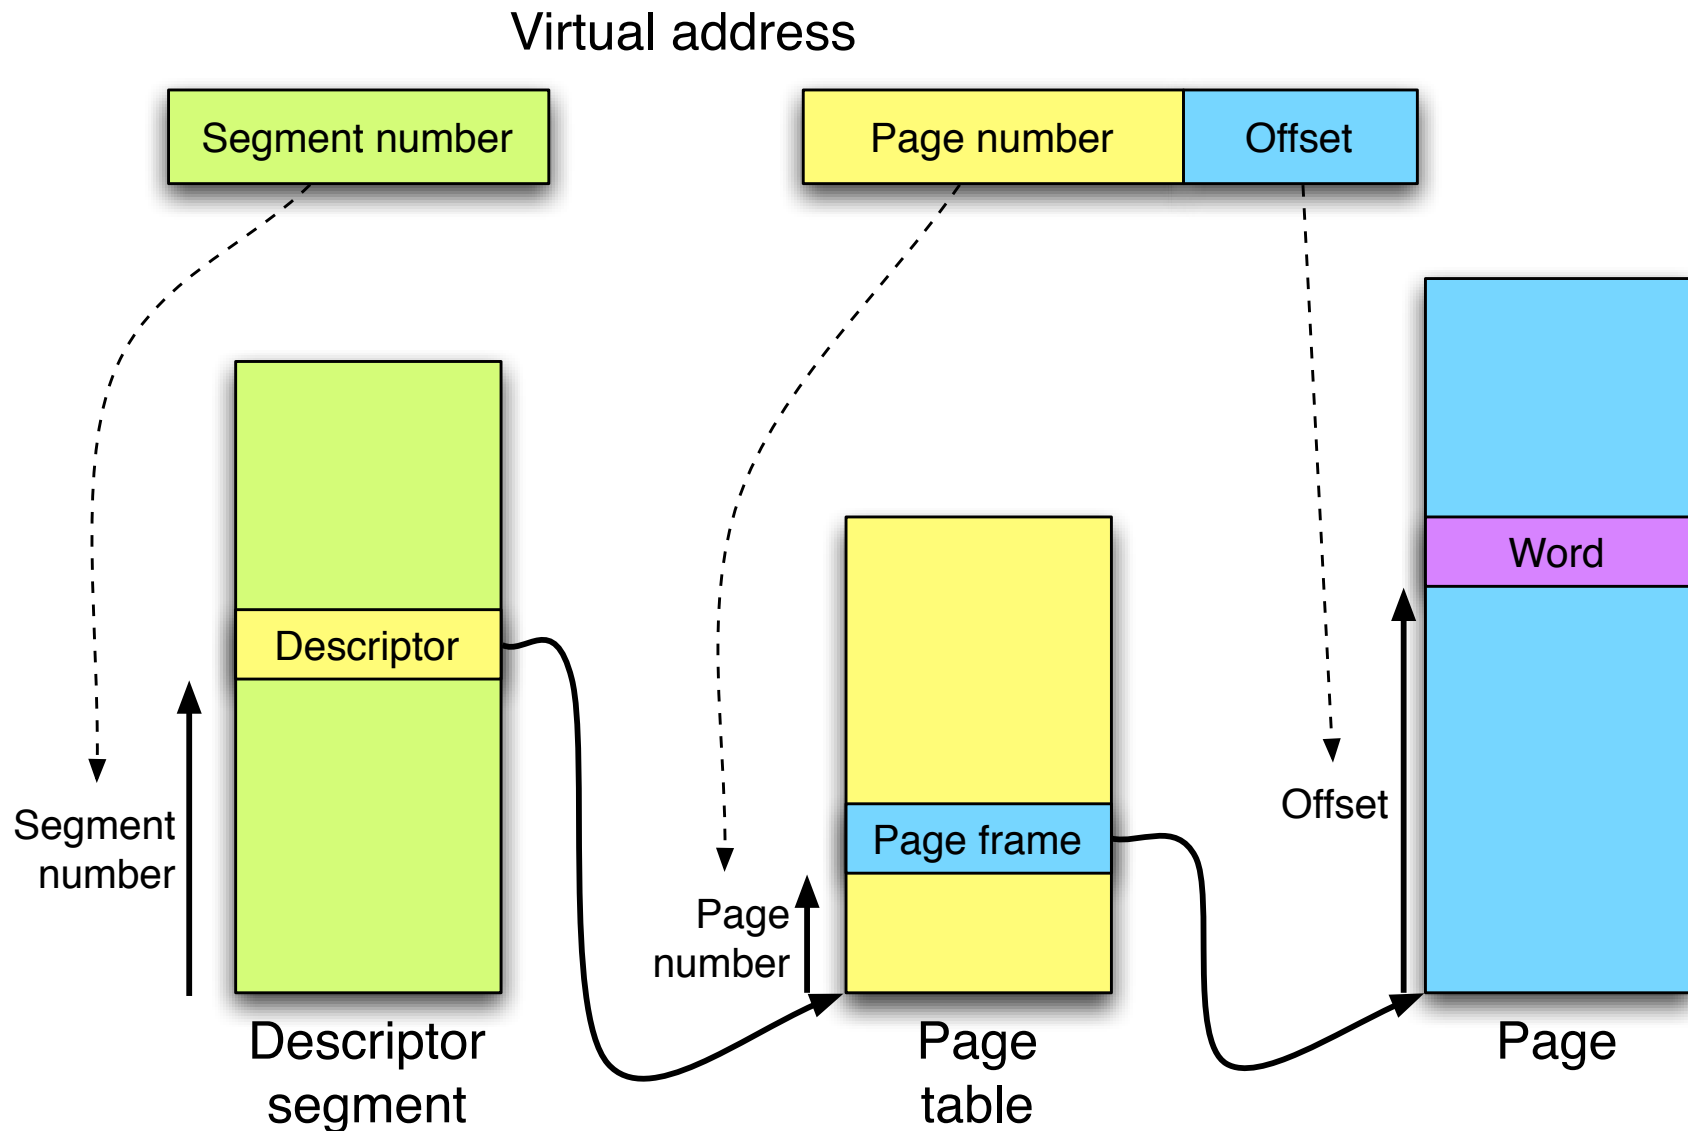 Virtual address
Segment number
Page number
Offset
Word
Descriptor
Segment
number
Page frame
Page
number
Offset
Descriptor
segment
Page
table
Page